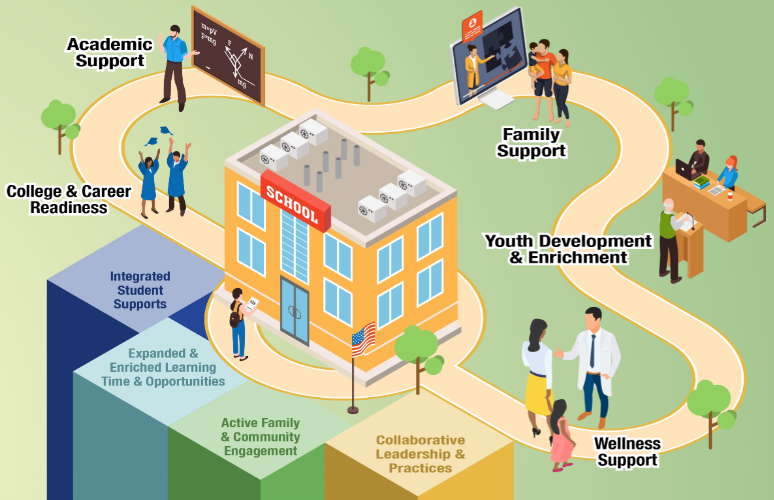 Academic
Support
Family
Support
College & Career
Readiness
SCHOOL
Youth Development
& Enrichment
Integrated
Student
Supports
Expanded &
Enriched Learning
Time & Opportunities
Active Family
& Community
Engagement
Collaborative
Leadership &
Practices
Wellness
Support